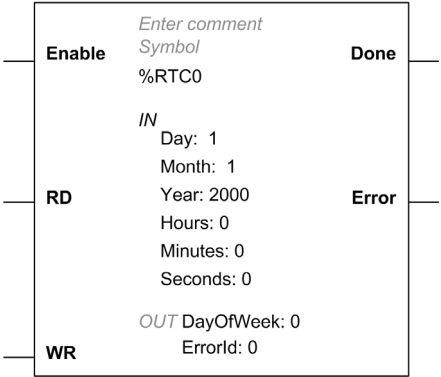 Enter comment
Enable Symbol Done
%RTC0
IN
Day: 1
Month: 1
RD Year: 2000 Error
Hours: 0
Minutes: 0
Seconds: 0
OUT DayOfWeek: 0
WR ErrorId: 0